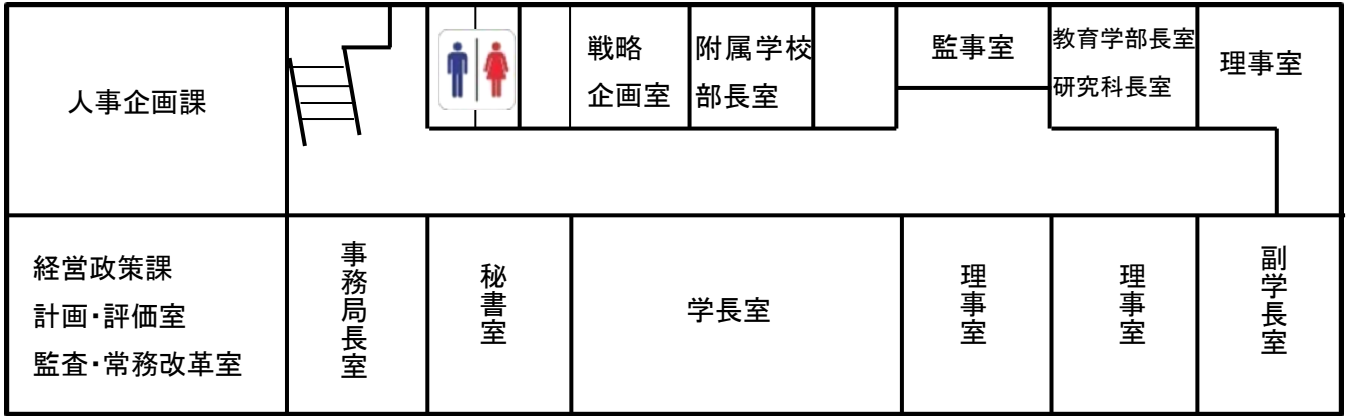 人事企画課
戦略
企画室
附属学校
部長室
監事室
教育学部長室
研究科長室
理事室
経営政策課
計画・評価室
監査・常務改革室
事務局長室
秘書室
学長室
理事室
理事室
副学長室